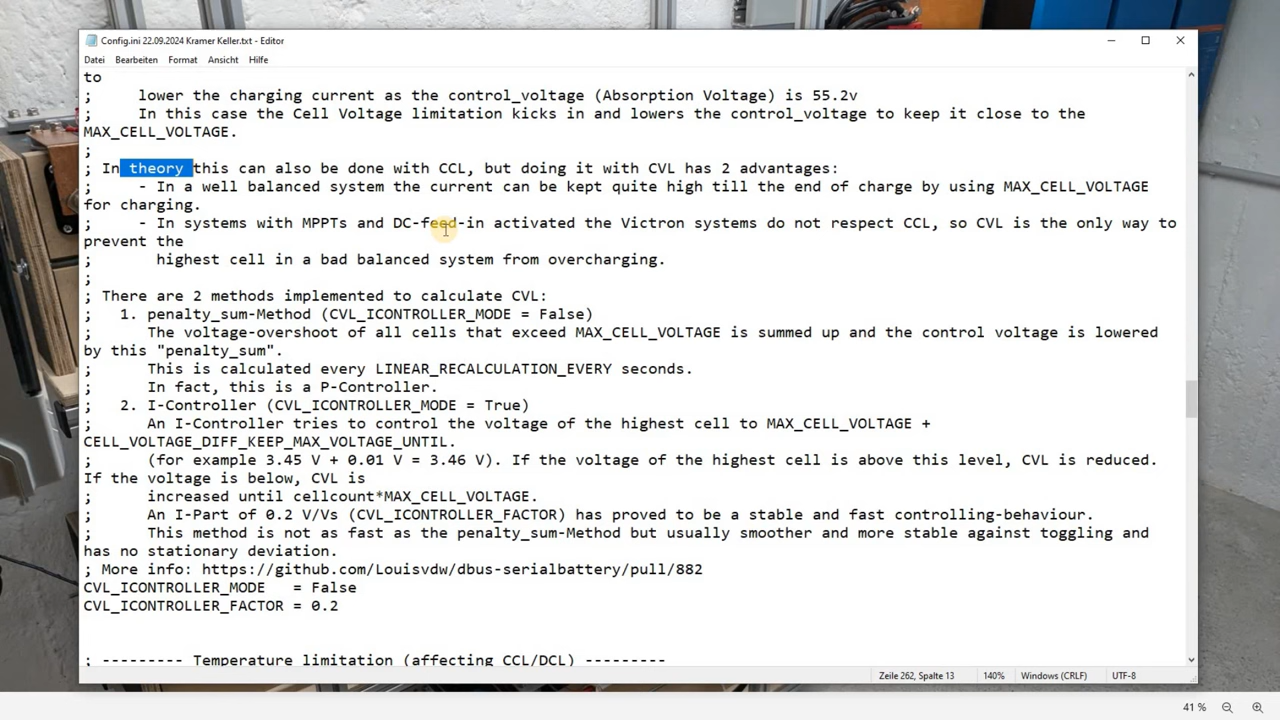 Config.ini 22.09.2024 Kramer Keller.txt - Editor
Datei Bearbeiten Format Ansicht Hilfe
to
; lower the charging current as the control_voltage (Absorption Voltage) is 55.2v
; In this case the Cell Voltage limitation kicks in and lowers the control_voltage to keep it close to the
MAX_CELL_VOLTAGE.
;
; In theory this can also be done with CCL, but doing it with CVL has 2 advantages:
; - In a well balanced system the current can be kept quite high till the end of charge by using MAX_CELL_VOLTAGE
for charging.
; - In systems with MPPTs and DC-feed-in activated the Victron systems do not respect CCL, so CVL is the only way to
prevent the
; highest cell in a bad balanced system from overcharging.
;
; There are 2 methods implemented to calculate CVL:
; 1. penalty_sum-Method (CVL_ICONTROLLER_MODE = False)
; The voltage-overshoot of all cells that exceed MAX_CELL_VOLTAGE is summed up and the control voltage is lowered
by this "penalty_sum".
; This is calculated every LINEAR_RECALCULATION_EVERY seconds.
; In fact, this is a P-Controller.
; 2. I-Controller (CVL_ICONTROLLER_MODE = True)
; An I-Controller tries to control the voltage of the highest cell to MAX_CELL_VOLTAGE +
CELL_VOLTAGE_DIFF_KEEP_MAX_VOLTAGE_UNTIL.
; (for example 3.45 V + 0.01 V = 3.46 V). If the voltage of the highest cell is above this level, CVL is reduced.
If the voltage is below, CVL is
; increased until cellcount*MAX_CELL_VOLTAGE.
; An I-Part of 0.2 V/Vs (CVL_ICONTROLLER_FACTOR) has proved to be a stable and fast controlling-behaviour.
; This method is not as fast as the penalty_sum-Method but usually smoother and more stable against toggling and
has no stationary deviation.
; More info: https://github.com/Louisvdw/dbus-serialbattery/pull/882
CVL_ICONTROLLER_MODE = False
CVL_ICONTROLLER_FACTOR = 0.2
; --------- Temperature limitation (affecting CCL/DCL) ---------
Zeile 262, Spalte 13 140% Windows (CRLF) UTF-8
41 %